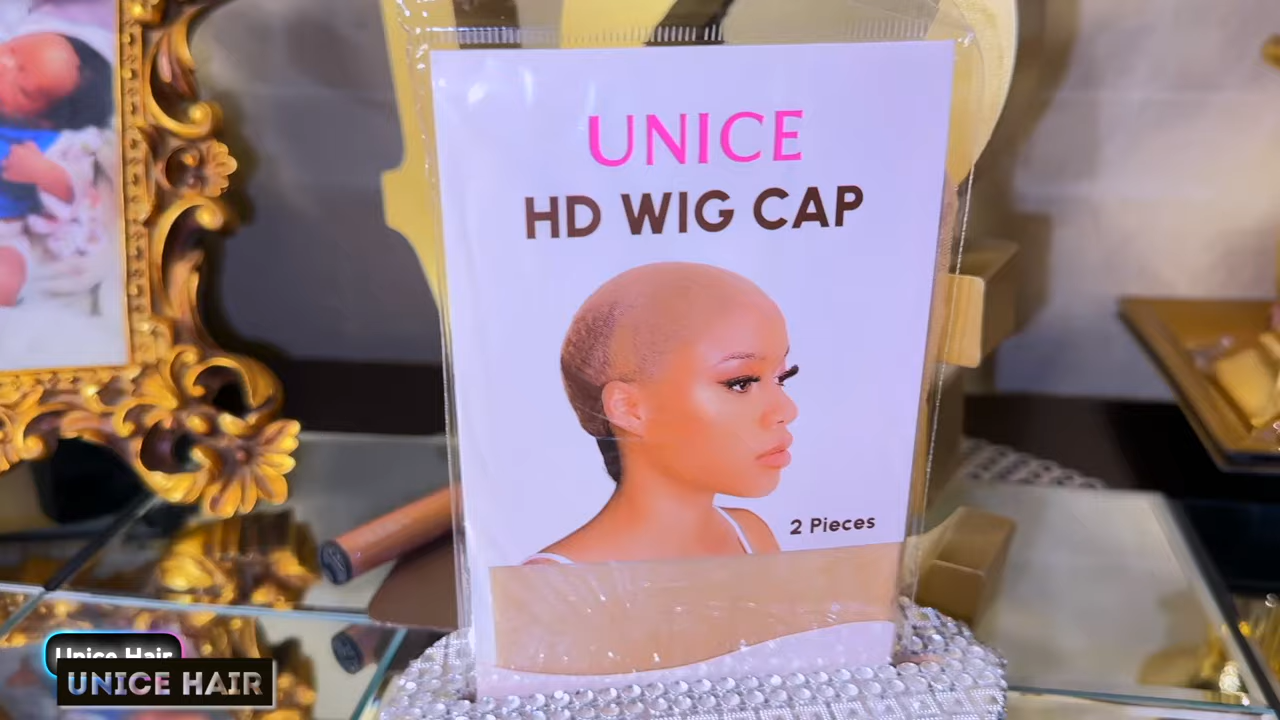 UNICE
HD WIG CAP
2 Pieces
Unice Hair
UNICE HAIR